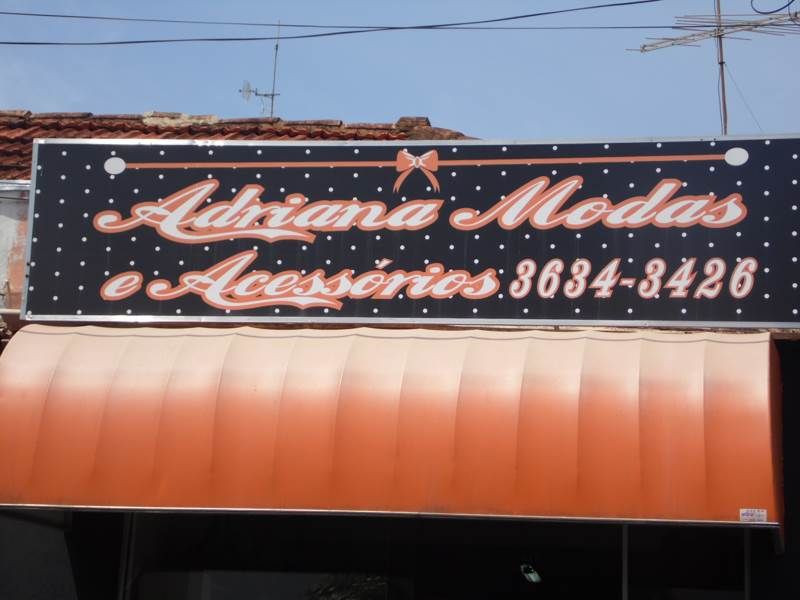 Adriana Modas
e Acessórios 3634-3426